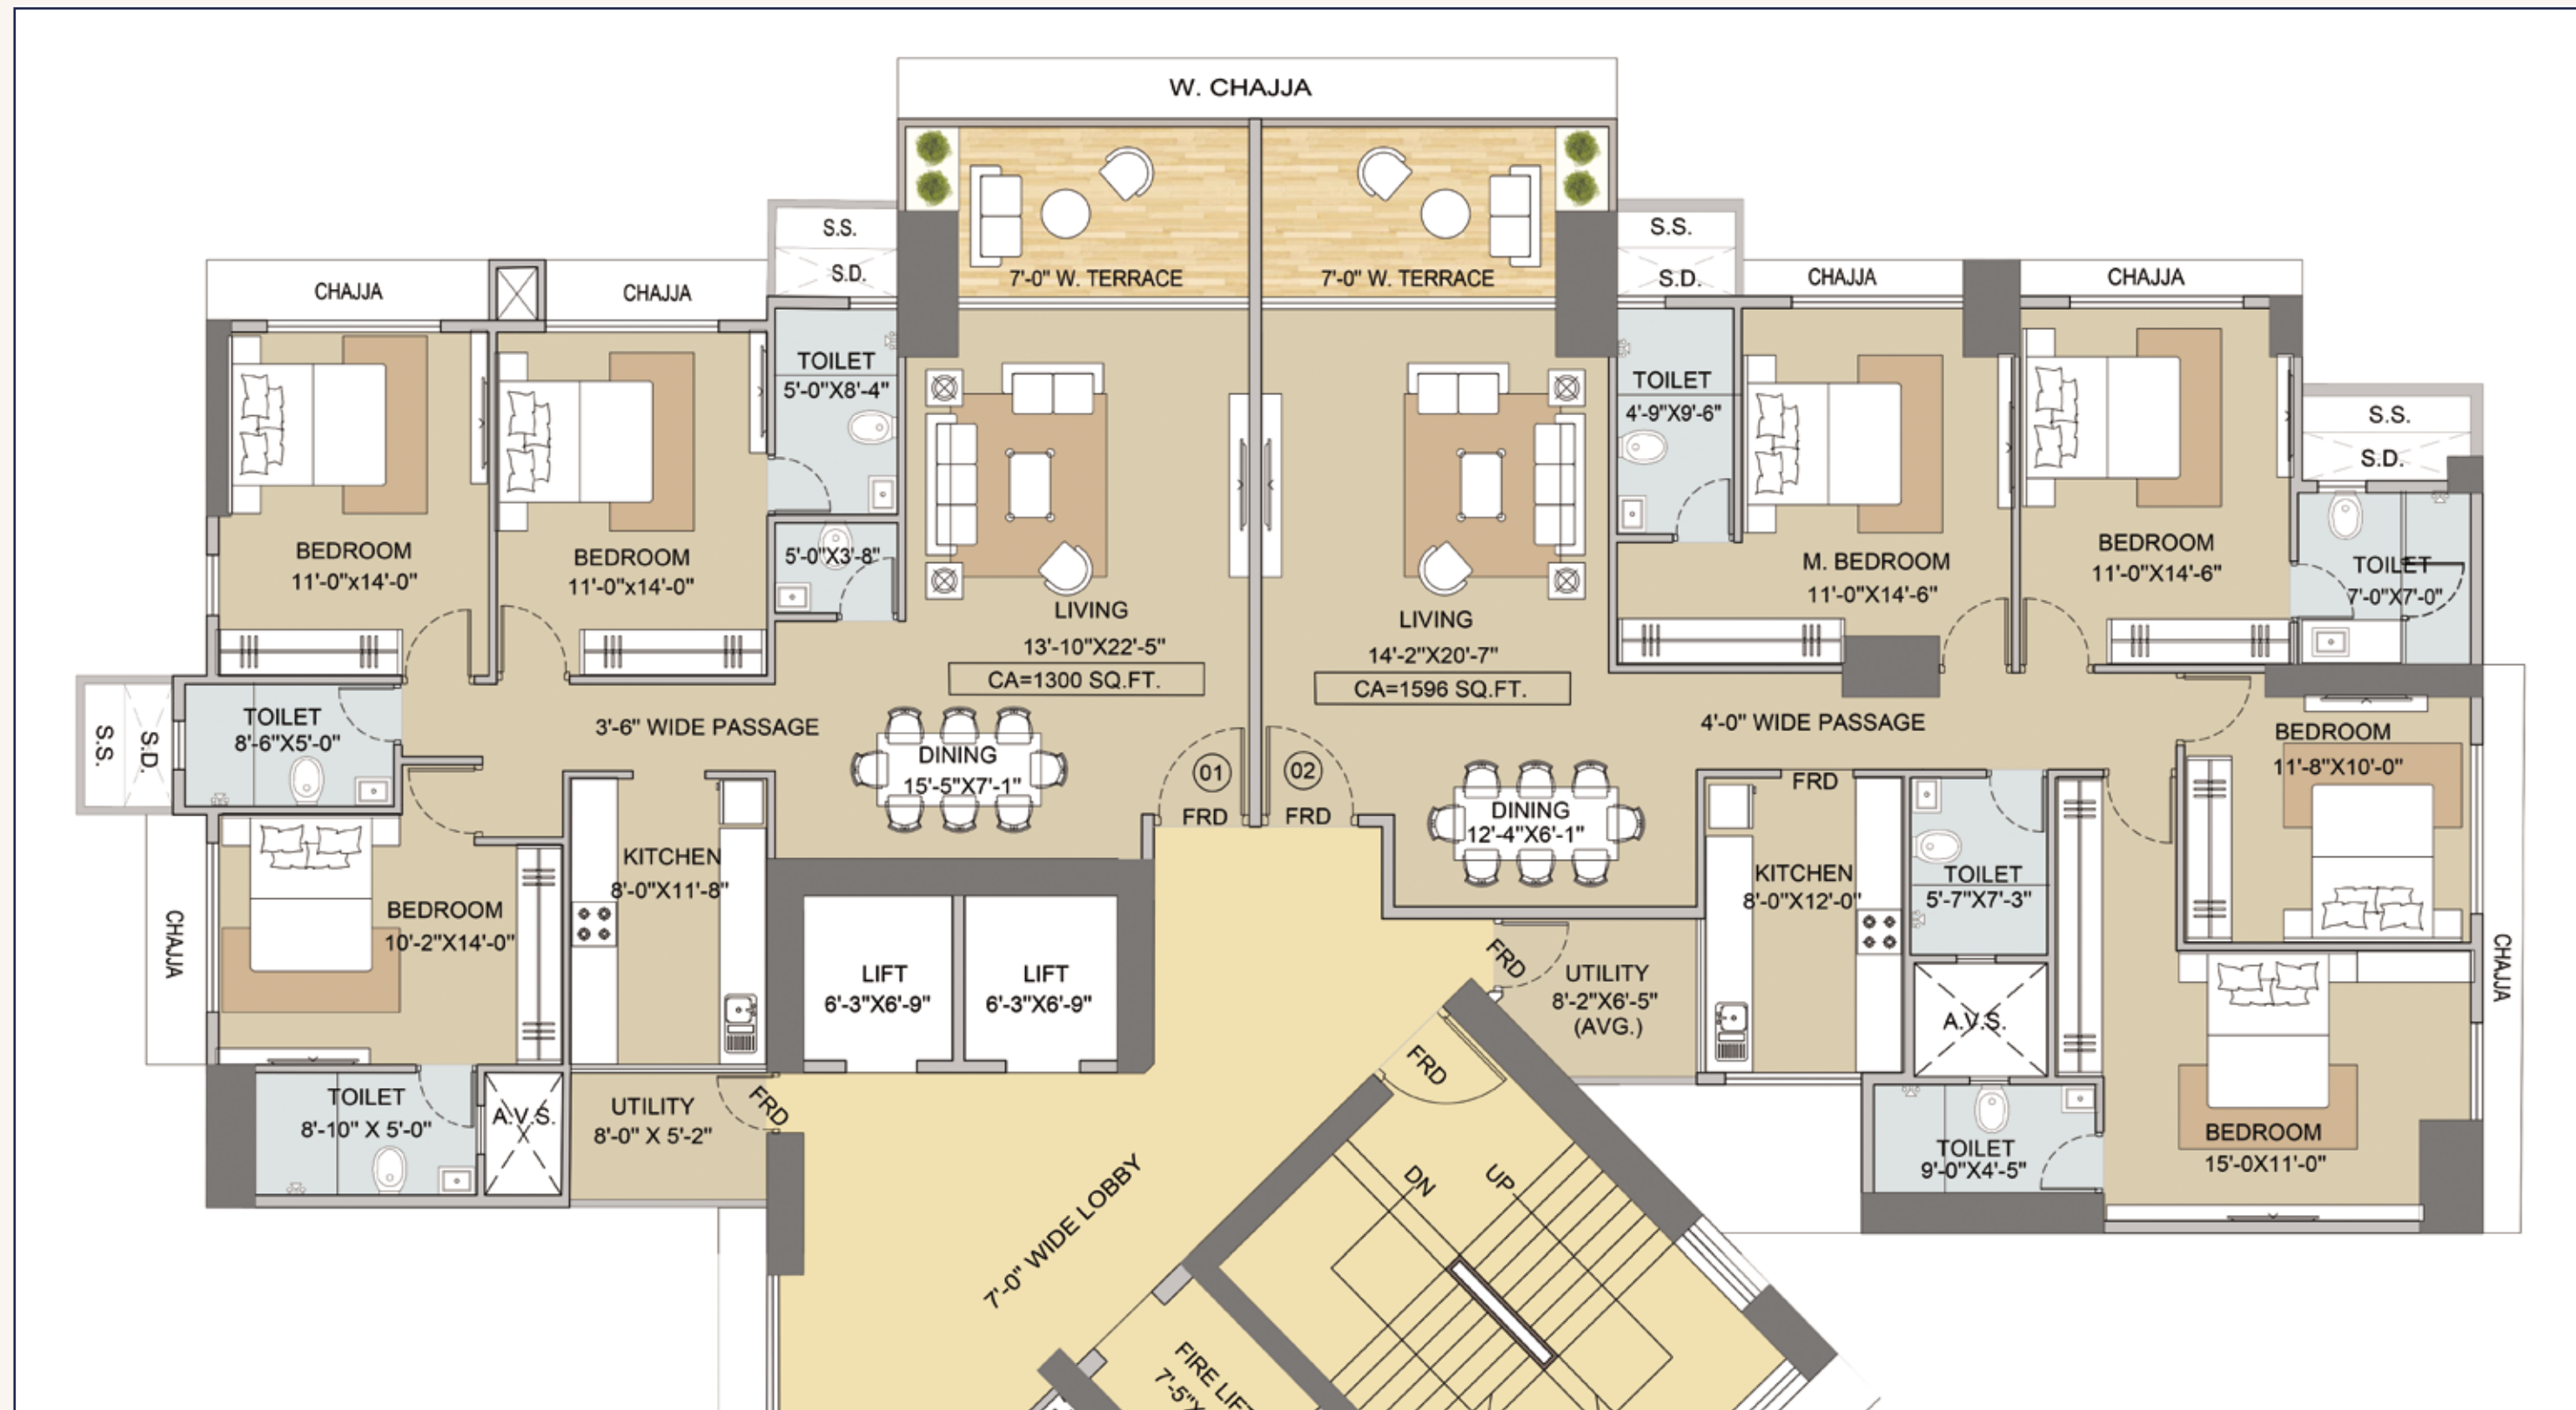 W. CHAJJA
S.S.
S.D.
7'-0" W. TERRACE
7'-0" W. TERRACE
S.S.
S.D.
CHAJJA
CHAJJA
CHAJJA
CHAJJA
TOILET
5'-0"X8'-4"
TOILET
4'-9"X9'-6"
S.S.
S.D.
BEDROOM
11'-0"x14'-0"
BEDROOM
11'-0"x14'-0"
5'-0"X3'-8"
LIVING
13'-10"X22'-5"
CA=1300 SQ.FT.
LIVING
14'-2"X20'-7"
CA=1596 SQ.FT.
M. BEDROOM
11'-0"X14'-6"
BEDROOM
11'-0"X14'-6"
TOILET
7'-0"X7'-0"
S.S.
S.D.
TOILET
8'-6"X5'-0"
3'-6" WIDE PASSAGE
DINING
15'-5"X7'-1"
01
FRD
02
FRD
4'-0" WIDE PASSAGE
BEDROOM
11'-8"X10'-0"
DINING
12'-4"X6'-1"
FRD
KITCHEN
8'-0"X11'-8"
KITCHEN
8'-0"X12'-0"
TOILET
5'-7"X7'-3"
CHAJJA
BEDROOM
10'-2"X14'-0"
LIFT
6'-3"X6'-9"
LIFT
6'-3"X6'-9"
FRD
UTILITY
8'-2"X6'-5"
(AVG.)
A.V.S.
CHAJJA
FRD
TOILET
8'-10" X 5'-0"
A.V.S.
UTILITY
8'-0" X 5'-2"
FRD
TOILET
9'-0"X4'-5"
BEDROOM
15'-0X11'-0"
7'-0" WIDE LOBBY
DN
UP
FIRE LIFT
7'-5"X